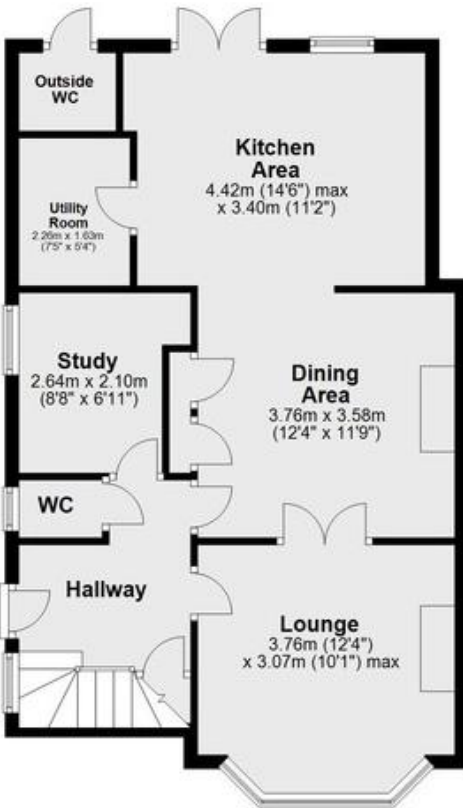 Outside
WC
Kitchen
Area
4.42m (14'6") max
x 3.40m (11'2")
Utility
Room
2.26m x 1.63m
(7'5" x 5'4")
Study
2.64m x 2.10m
(8'8" x 6'11")
Dining
Area
3.76m x 3.58m
(12'4" x 11'9")
WC
Hallway
Lounge
3.76m (12'4")
x 3.07m (10'1") max